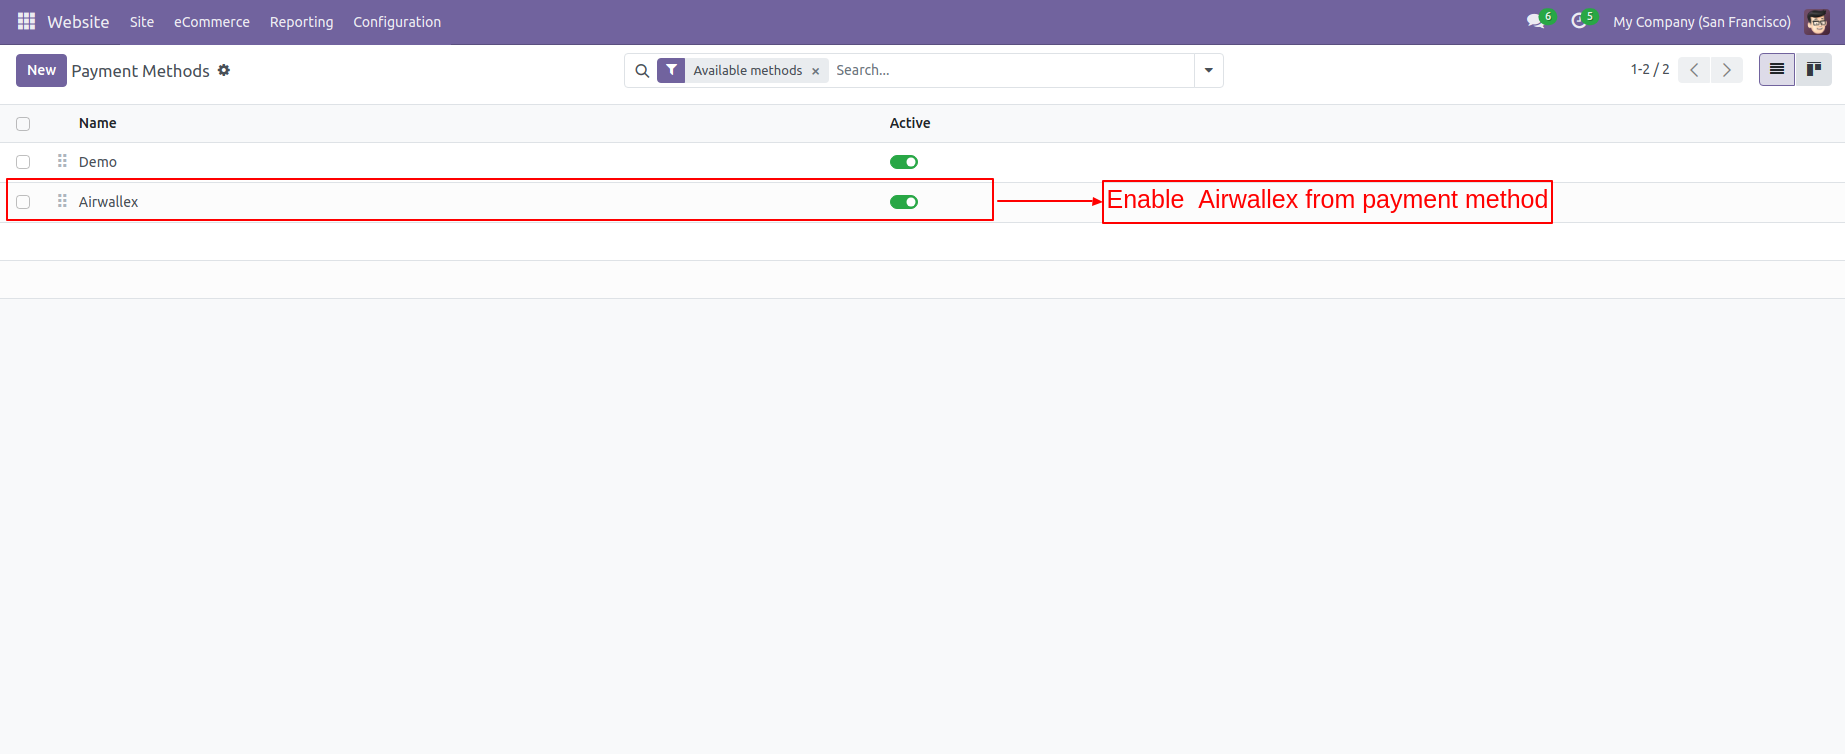 Website Site eCommerce Reporting Configuration 6 5 My Company (San Francisco)
New Payment Methods Available methods × Search... 1-2 / 2
Name Active
Demo
Airwallex Enable Airwallex from payment method